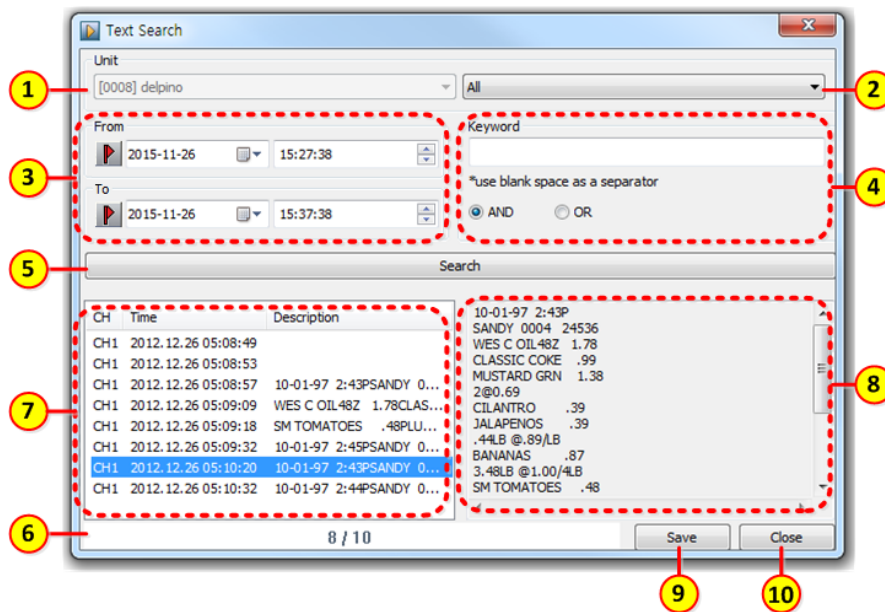 Text Search
Unit
1 [0008] delpino All 2
From
2015-11-26 15:27:38
3
To
2015-11-26 15:37:38
Keyword
*use blank space as a separator
4
AND OR
5 Search
CH Time Description
CH1 2012.12.26 05:08:49
CH1 2012.12.26 05:08:53
CH1 2012.12.26 05:08:57 10-01-97 2:43PSANDY 0...
CH1 2012.12.26 05:09:09 WES C OIL48Z 1.78CLAS...
CH1 2012.12.26 05:09:18 SM TOMATOES .48PLU...
CH1 2012.12.26 05:09:32 10-01-97 2:45PSANDY 0...
CH1 2012.12.26 05:10:20 10-01-97 2:43PSANDY 0...
CH1 2012.12.26 05:10:32 10-01-97 2:44PSANDY 0...
7
10-01-97 2:43P
SANDY 0004 24536
WES C OIL48Z 1.78
CLASSIC COKE .99
MUSTARD GRN 1.38
2@0.69
CILANTRO .39
JALAPENOS .39
.44LB @.89/LB
BANANAS .87
3.48LB @1.00/4LB
SM TOMATOES .48
8
6 8 / 10
Save Close
9 10